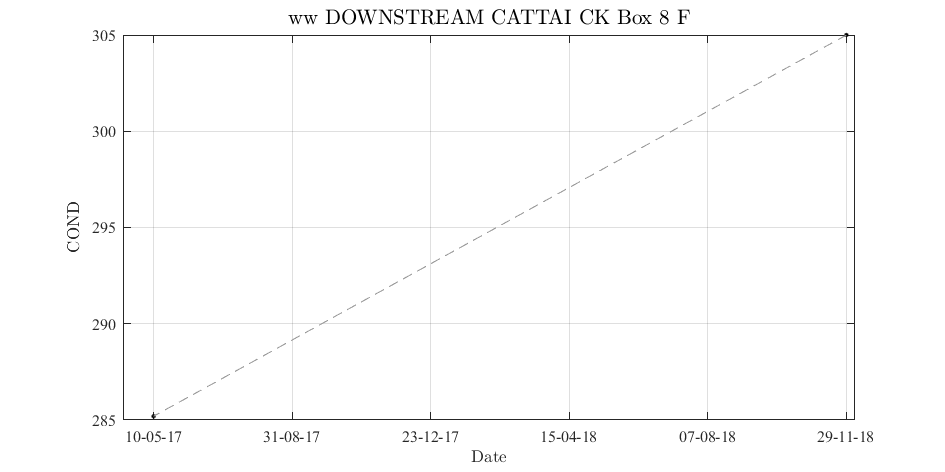 ww DOWNSTREAM CATTAI CK Box 8 F
305
300
295
290
285
COND
10-05-17 31-08-17 23-12-17 15-04-18 07-08-18 29-11-18
Date